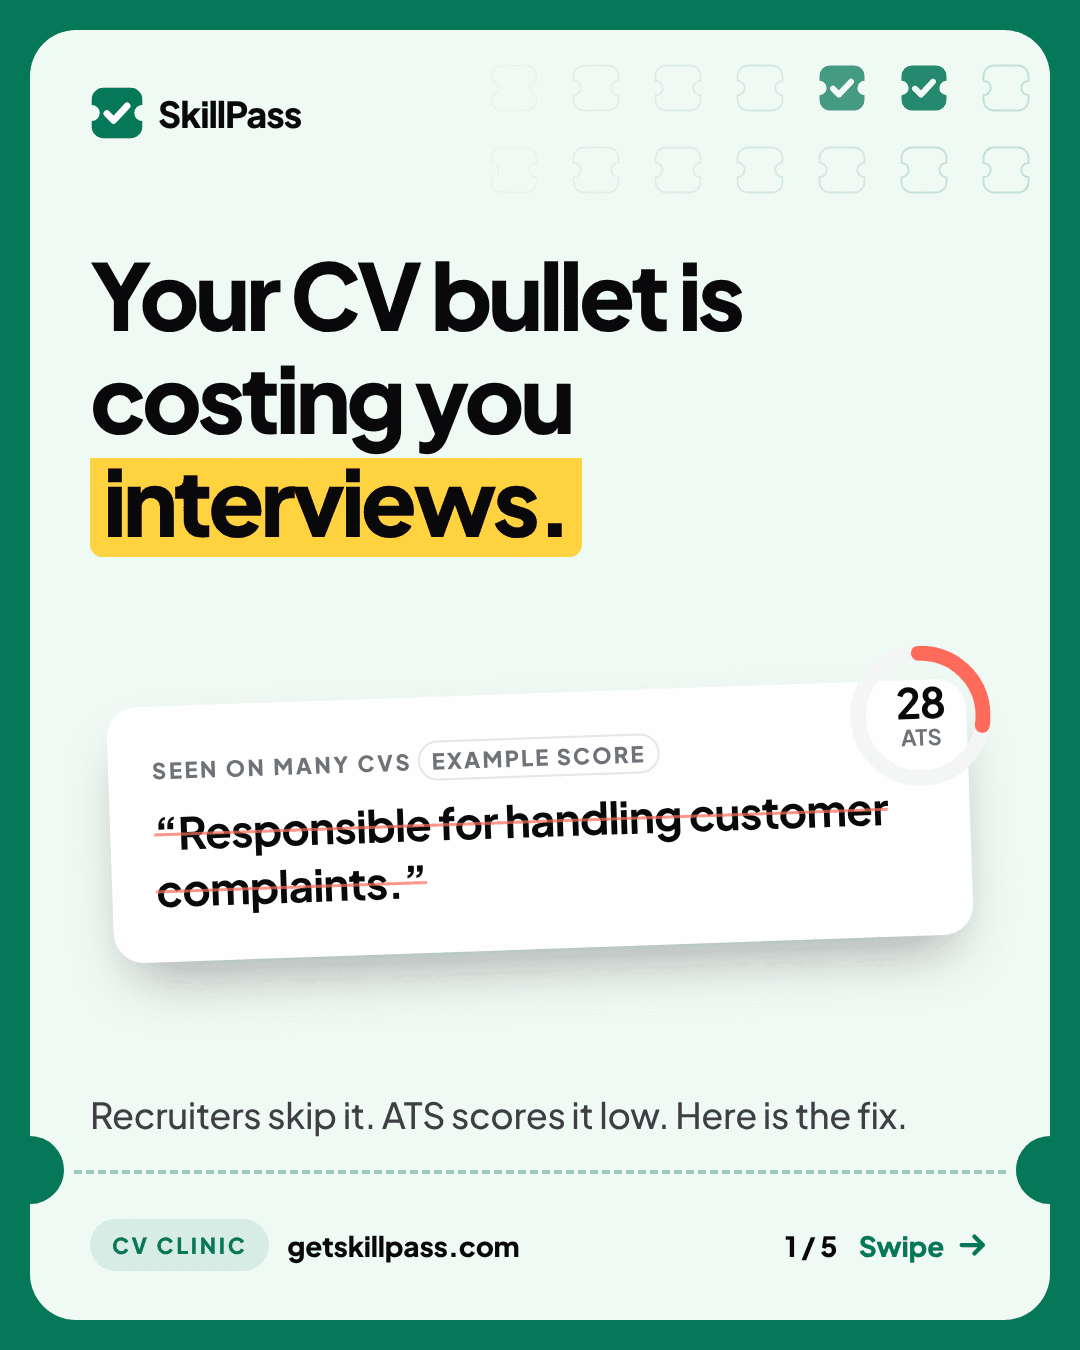 SkillPass
Your CV bullet is
costing you
interviews.
28
ATS
SEEN ON MANY CVS EXAMPLE SCORE
“Responsible for handling customer
complaints.”
Recruiters skip it. ATS scores it low. Here is the fix.
CV CLINIC getskillpass.com 1 / 5 Swipe →